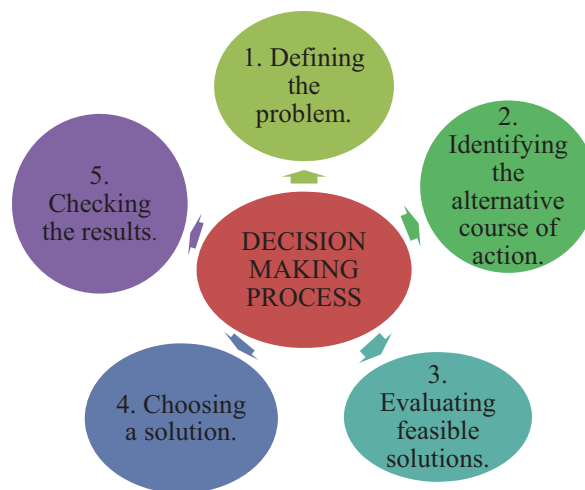 1. Defining
the
problem.
2.
Identifying
the
alternative
course of
action.
3.
Evaluating
feasible
solutions.
4. Choosing
a solution.
5.
Checking
the results.
DECISION
MAKING
PROCESS